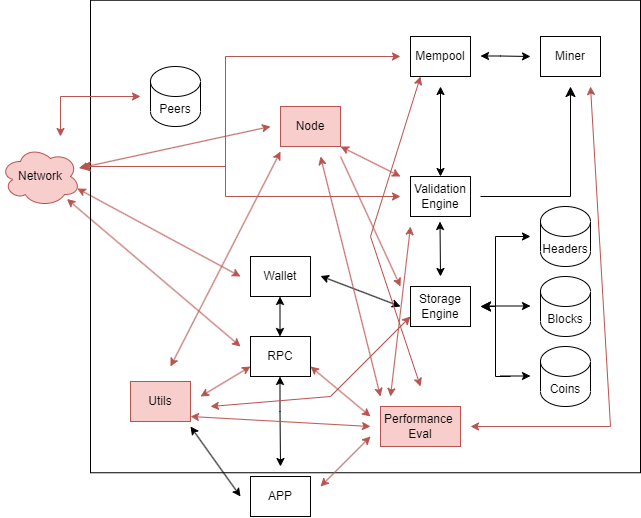 Mempool
Miner
Peers
Node
Network
Validation
Engine
Headers
Wallet
Storage
Engine
Blocks
RPC
Coins
Utils
Performance
Eval
APP